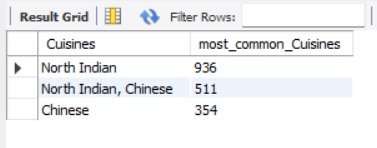 Result Grid Filter Rows:
Cuisines most_common_Cuisines
North Indian 936
North Indian, Chinese 511
Chinese 354